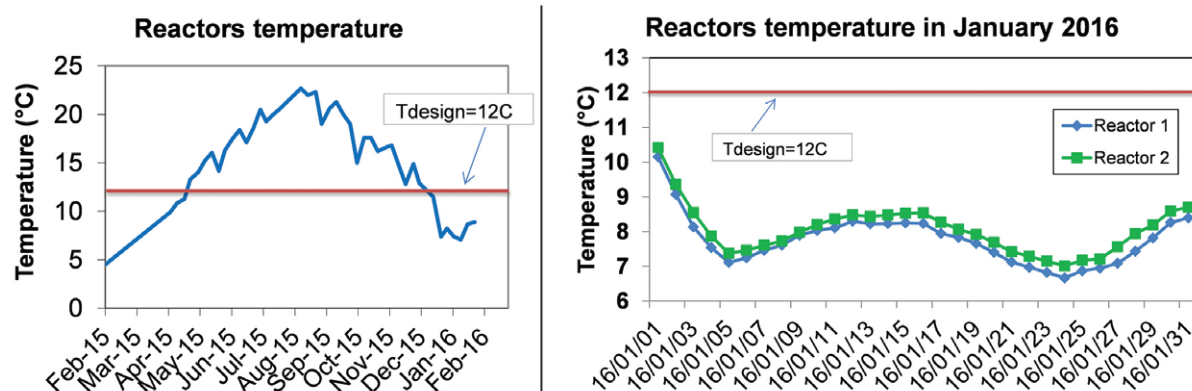 Reactors temperature
Temperature (°C)
25
20
15
10
5
0
Tdesign=12C
Feb-15
Mar-15
Apr-15
May-15
Jun-15
Jul-15
Aug-15
Sep-15
Oct-15
Nov-15
Dec-15
Jan-16
Feb-16
Reactors temperature in January 2016
Temperature (°C)
13
12
11
10
9
8
7
6
Tdesign=12C
Reactor 1
Reactor 2
16/01/01
16/01/03
16/01/05
16/01/07
16/01/09
16/01/11
16/01/13
16/01/15
16/01/17
16/01/19
16/01/21
16/01/23
16/01/25
16/01/27
16/01/29
16/01/31